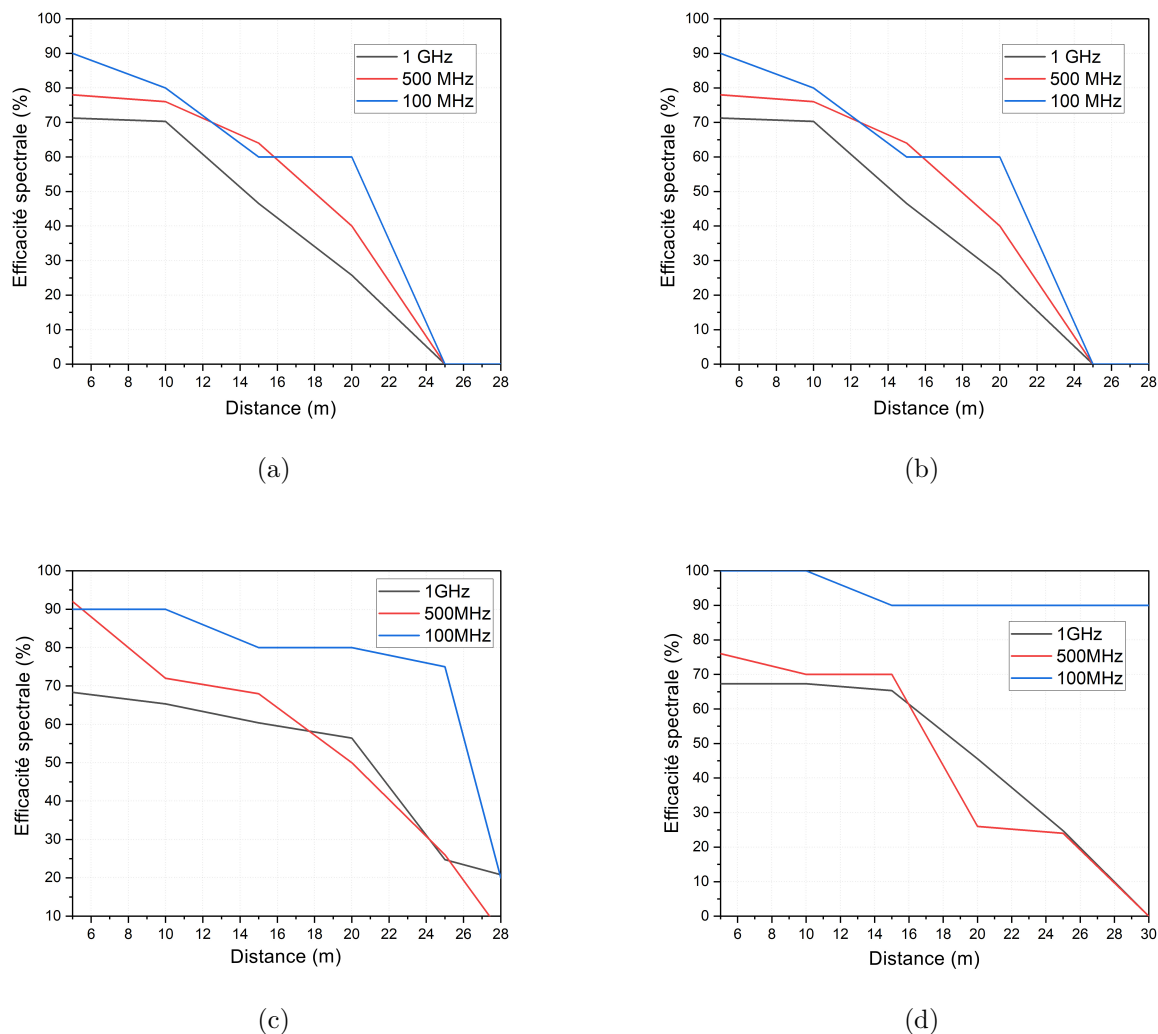 100
90
80
70
60
50
40
30
20
10
0
Efficacité spectrale (%)
1 GHz
500 MHz
100 MHz
6 8 10 12 14 16 18 20 22 24 26 28
Distance (m)
(a)
100
90
80
70
60
50
40
30
20
10
0
Efficacité spectrale (%)
1 GHz
500 MHz
100 MHz
6 8 10 12 14 16 18 20 22 24 26 28
Distance (m)
(b)
100
90
80
70
60
50
40
30
20
10
Efficacité spectrale (%)
1GHz
500MHz
100MHz
6 8 10 12 14 16 18 20 22 24 26 28
Distance (m)
(c)
100
90
80
70
60
50
40
30
20
10
0
Efficacité spectrale (%)
1GHz
500MHz
100MHz
6 8 10 12 14 16 18 20 22 24 26 28 30
Distance (m)
(d)